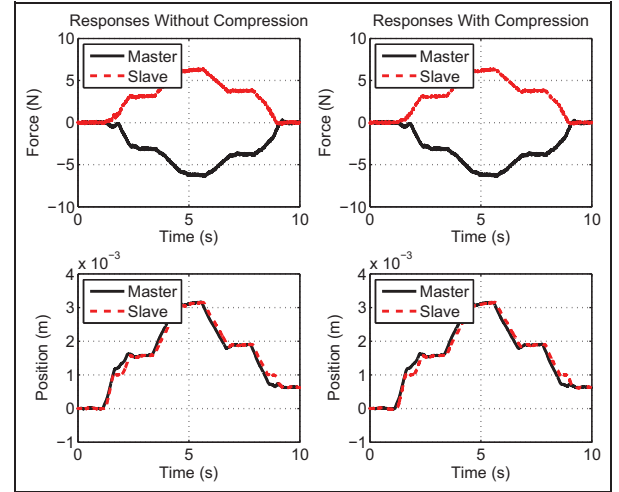 Responses Without Compression
Responses With Compression
10
5
0
−5
−10
Force (N)
Master
Slave
0
5
10
Time (s)
10
5
0
−5
−10
Force (N)
Master
Slave
0
5
10
Time (s)
x 10⁻³
4
3
2
1
0
−1
Position (m)
Master
Slave
0
5
10
Time (s)
x 10⁻³
4
3
2
1
0
−1
Position (m)
Master
Slave
0
5
10
Time (s)